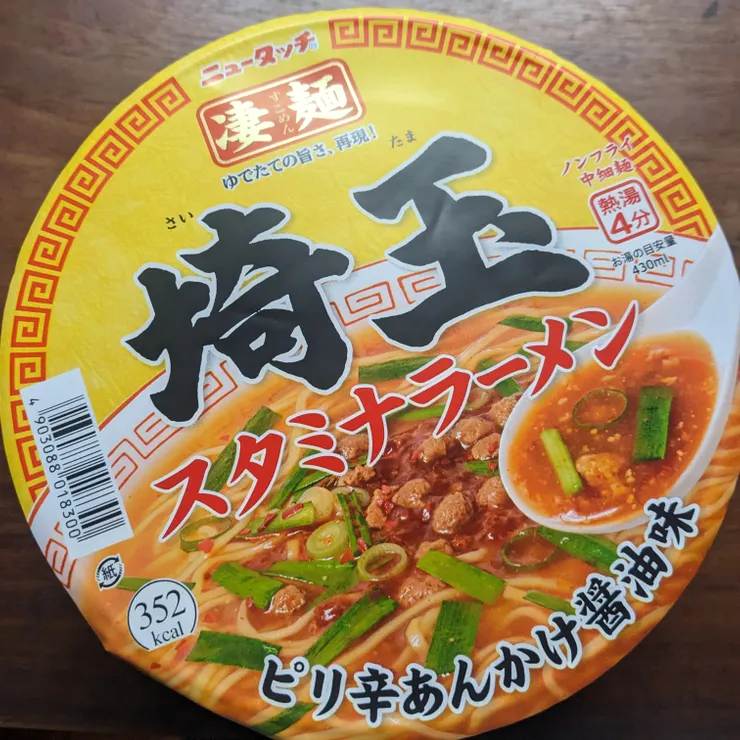 ニュータッチ®
凄麺
すごめん
ゆでたての旨さ、再現!
ノンフライ
中細麺
熱湯
4分
お湯の目安量
430ml
さい たま
埼玉
スタミナラーメン
4 903088 018300
紙
352
kcal
ピリ辛あんかけ醤油味